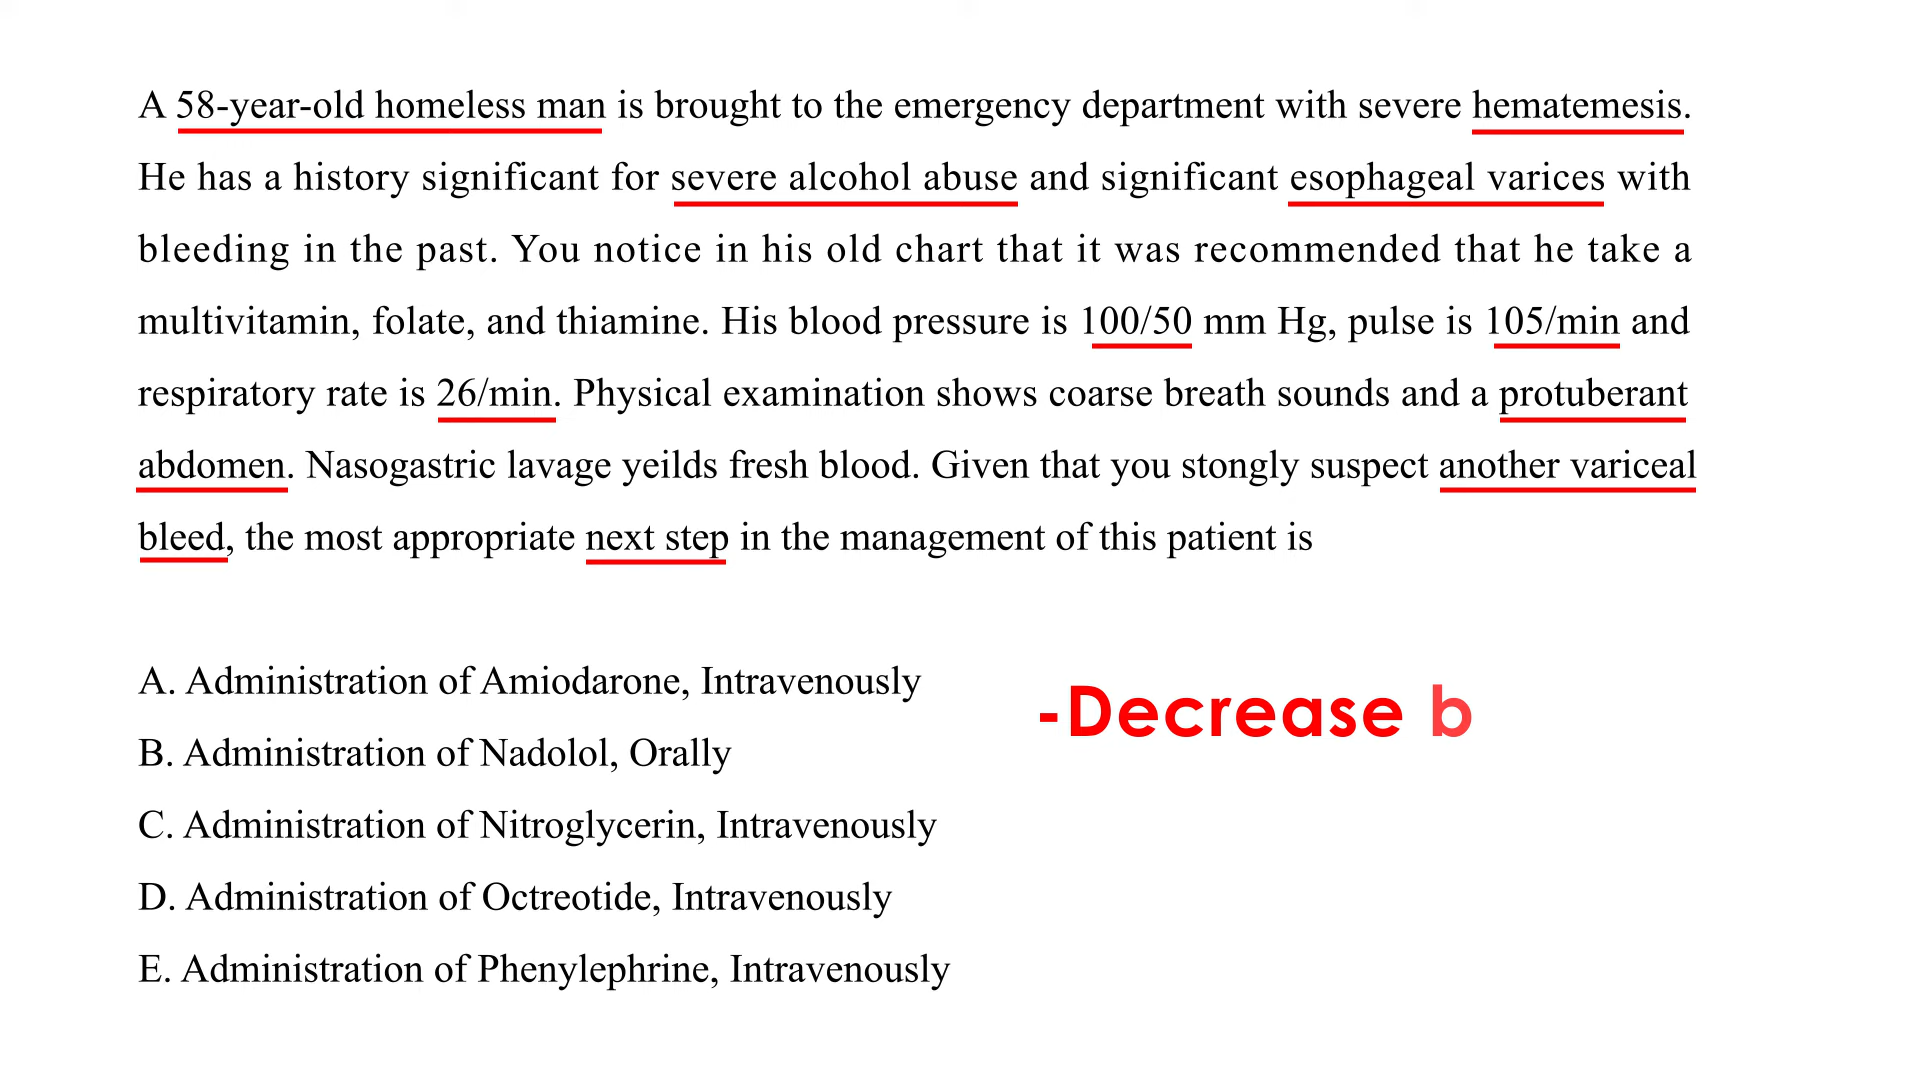 A 58-year-old homeless man is brought to the emergency department with severe hematemesis.
He has a history significant for severe alcohol abuse and significant esophageal varices with
bleeding in the past. You notice in his old chart that it was recommended that he take a
multivitamin, folate, and thiamine. His blood pressure is 100/50 mm Hg, pulse is 105/min and
respiratory rate is 26/min. Physical examination shows coarse breath sounds and a protuberant
abdomen. Nasogastric lavage yeilds fresh blood. Given that you stongly suspect another variceal
bleed, the most appropriate next step in the management of this patient is
A. Administration of Amiodarone, Intravenously
-Decrease b
B. Administration of Nadolol, Orally
C. Administration of Nitroglycerin, Intravenously
D. Administration of Octreotide, Intravenously
E. Administration of Phenylephrine, Intravenously